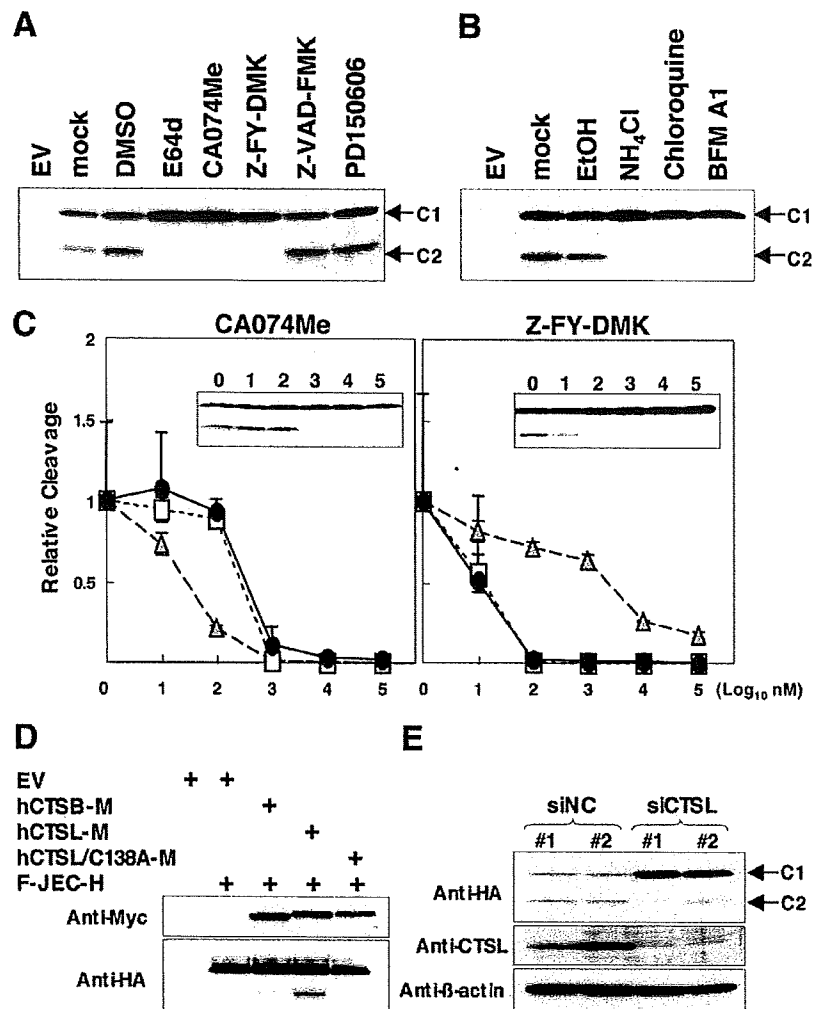 A
EV
mock
DMSO
E64d
CA074Me
Z-FY-DMK
Z-VAD-FMK
PD150606
C1
C2
B
EV
mock
EtOH
NH4Cl
Chloroquine
BFM A1
C1
C2
C
CA074Me
Z-FY-DMK
Relative Cleavage
2
1.5
1
0.5
0 1 2 3 4 5
0 1 2 3 4 5
0 1 2 3 4 5
0 1 2 3 4 5 (Log10 nM)
D
EV + +
hCTSB-M +
hCTSL-M +
hCTSL/C138A-M +
F-JEC-H + + + +
Anti-Myc
Anti-HA
E
siNC siCTSL
#1 #2 #1 #2
Anti-HA
C1
C2
Anti-CTSL
Anti-β-actin